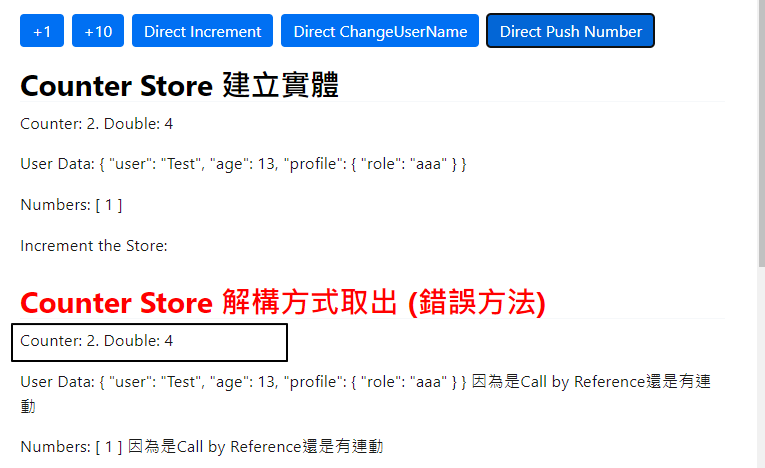 +1 +10 Direct Increment Direct ChangeUserName Direct Push Number
Counter Store 建立實體
Counter: 2. Double: 4
User Data: { "user": "Test", "age": 13, "profile": { "role": "aaa" } }
Numbers: [ 1 ]
Increment the Store:
Counter Store 解構方式取出 (錯誤方法)
Counter: 2. Double: 4
User Data: { "user": "Test", "age": 13, "profile": { "role": "aaa" } } 因為是Call by Reference還是有連
動
Numbers: [ 1 ] 因為是Call by Reference還是有連動